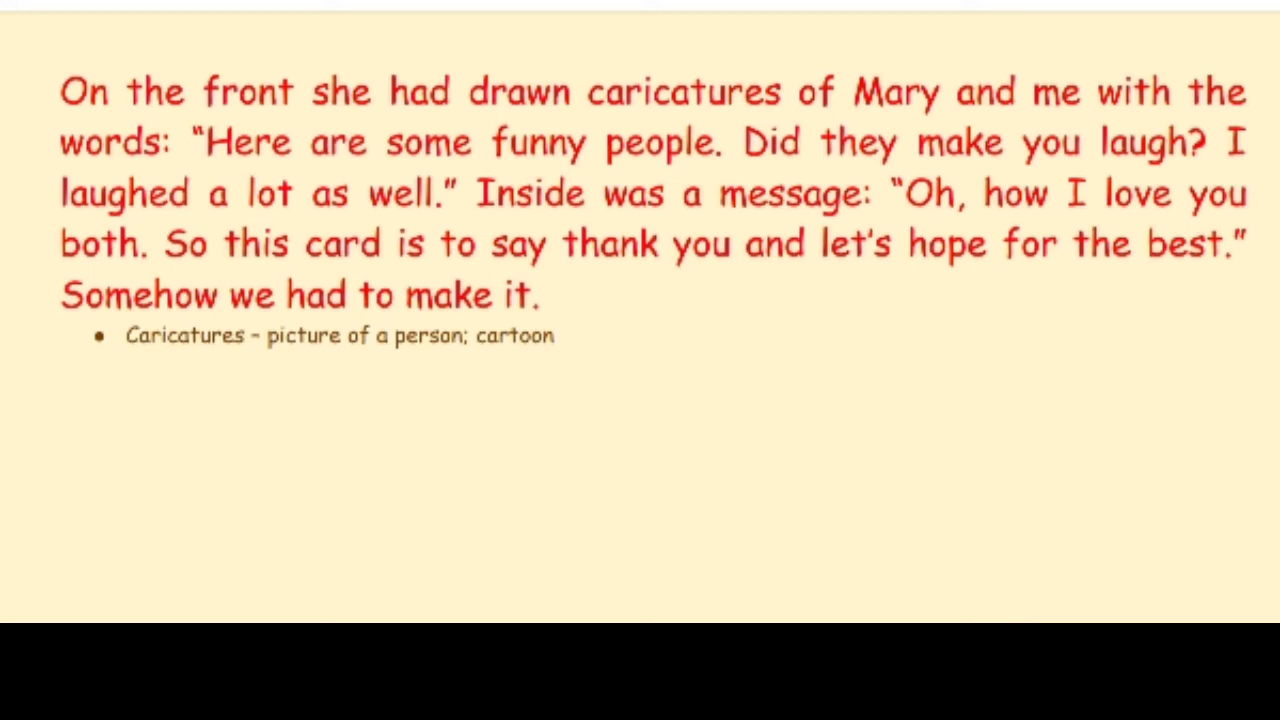 On the front she had drawn caricatures of Mary and me with the
words: “Here are some funny people. Did they make you laugh? I
laughed a lot as well.” Inside was a message: “Oh, how I love you
both. So this card is to say thank you and let’s hope for the best.”
Somehow we had to make it.
• Caricatures – picture of a person; cartoon